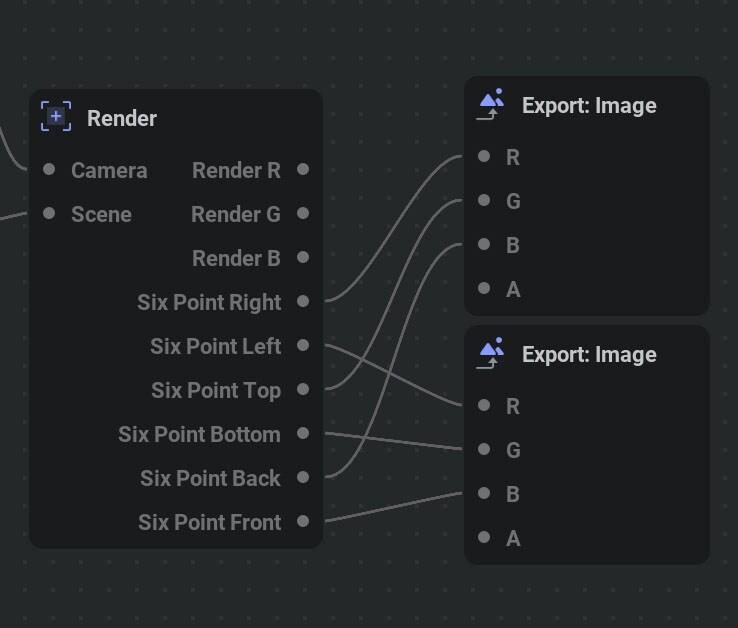 Render
Camera Render R
Scene Render G
Render B
Six Point Right
Six Point Left
Six Point Top
Six Point Bottom
Six Point Back
Six Point Front
Export: Image
R
G
B
A
Export: Image
R
G
B
A